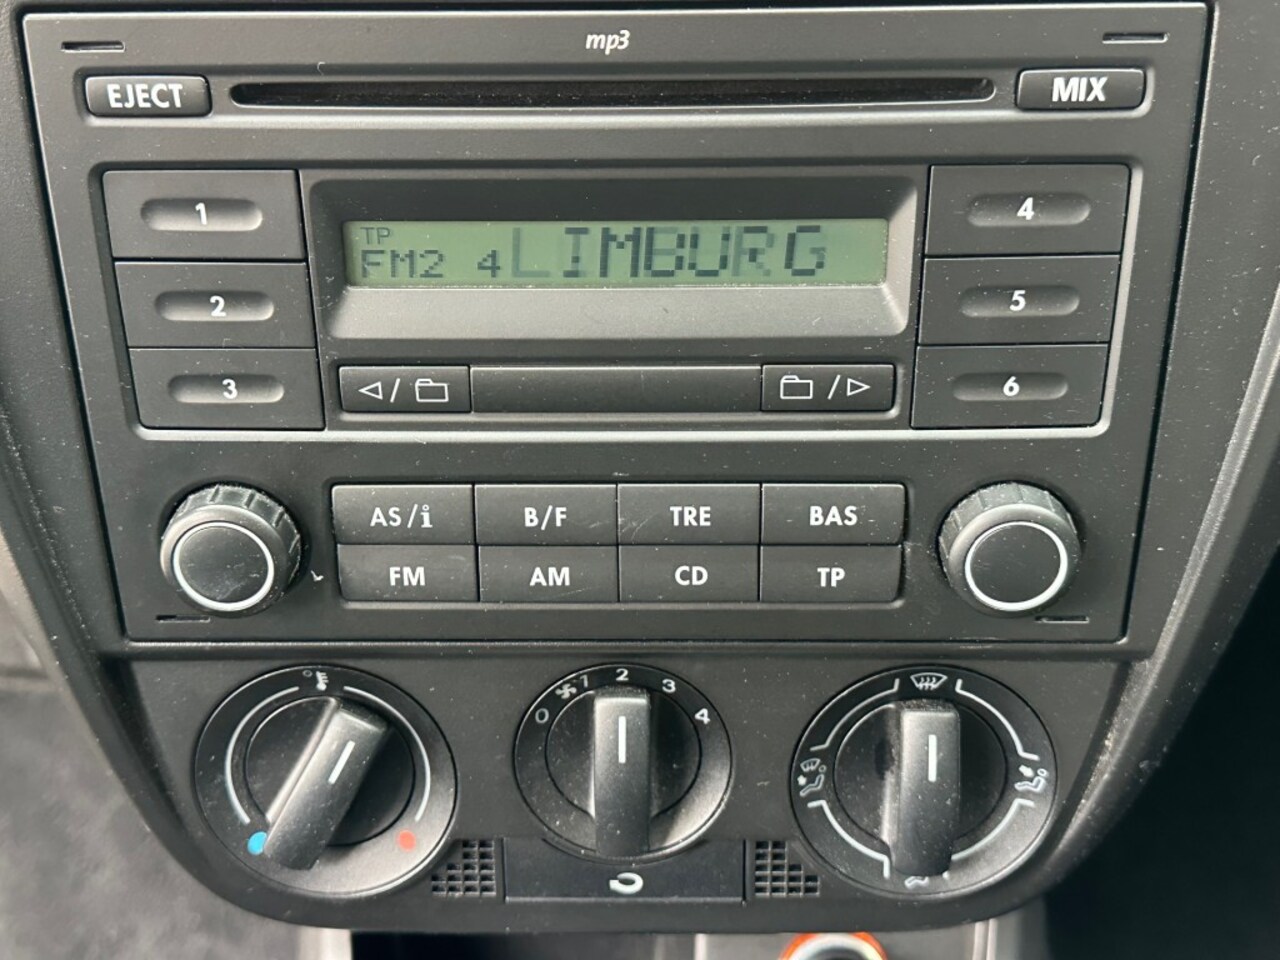 mp3
EJECT
MIX
1
4
TP
FM2 4 LIMBURG
2
5
3
6
AS/i
B/F
TRE
BAS
FM
AM
CD
TP
0
1
2
3
4